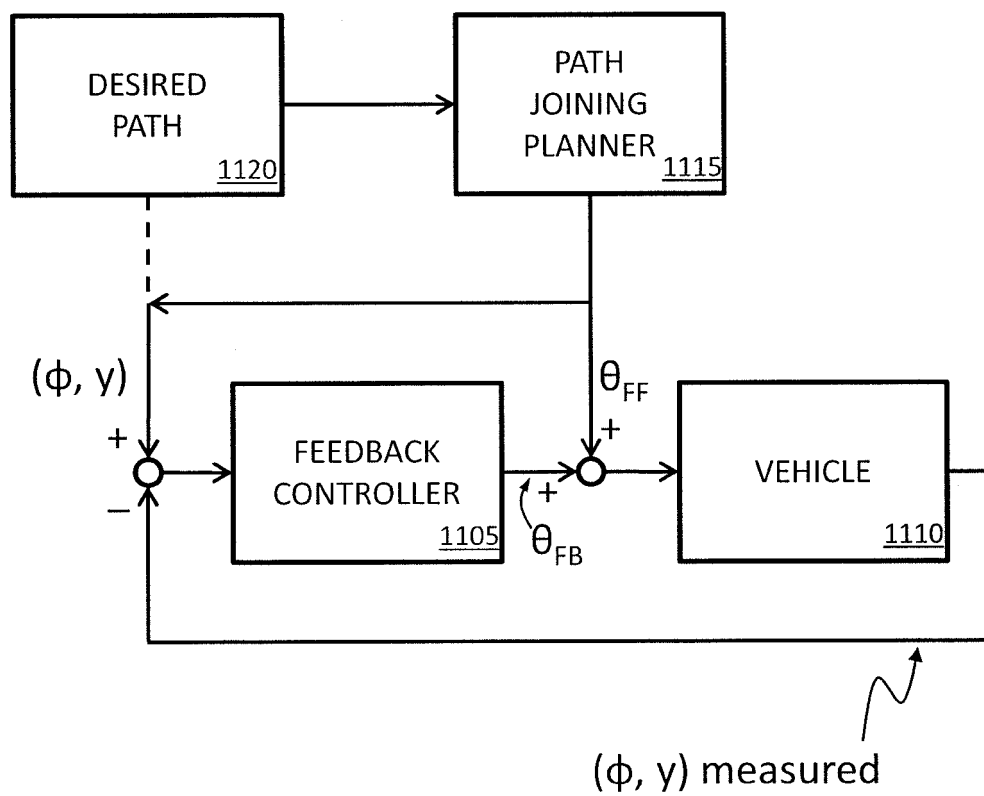 DESIRED
PATH
1120
PATH
JOINING
PLANNER
1115
(ϕ, y)
θFF
+
+
FEEDBACK
CONTROLLER
1105
+
θFB
VEHICLE
1110
−
(ϕ, y) measured